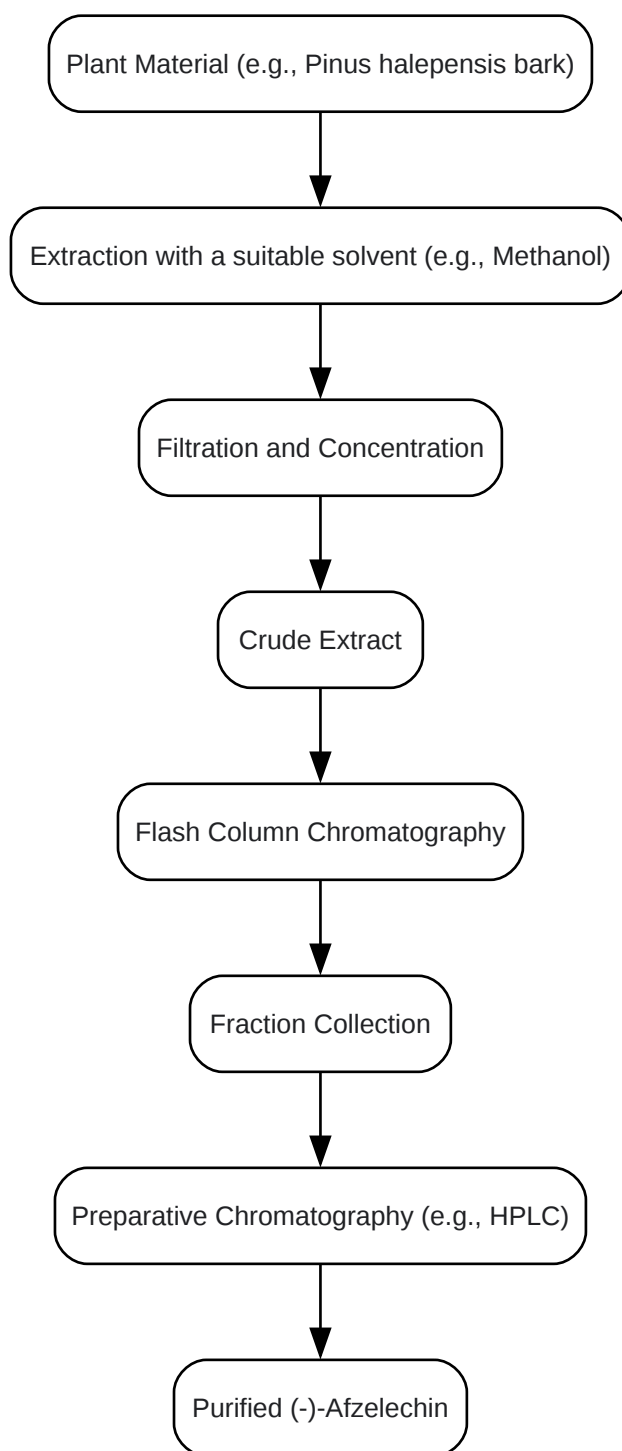 Plant Material (e.g., Pinus halepensis bark)
Extraction with a suitable solvent (e.g., Methanol)
Filtration and Concentration
Crude Extract
Flash Column Chromatography
Fraction Collection
Preparative Chromatography (e.g., HPLC)
Purified (-)-Afzelechin